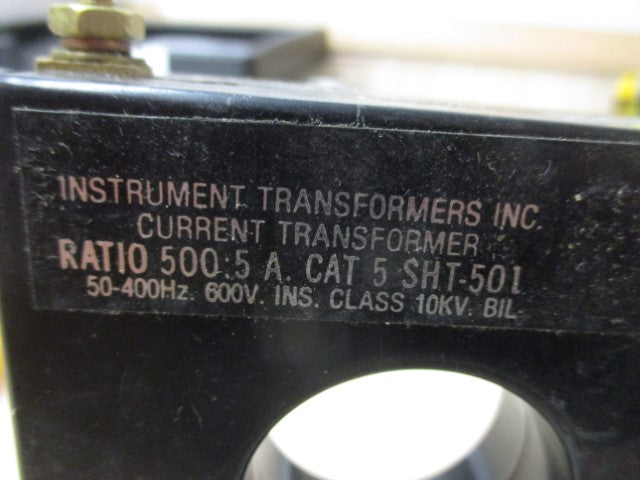 INSTRUMENT TRANSFORMERS INC.
CURRENT TRANSFORMER
RATIO 500:5 A. CAT 5 SHT-501
50-400Hz. 600V. INS. CLASS 10KV. BIL